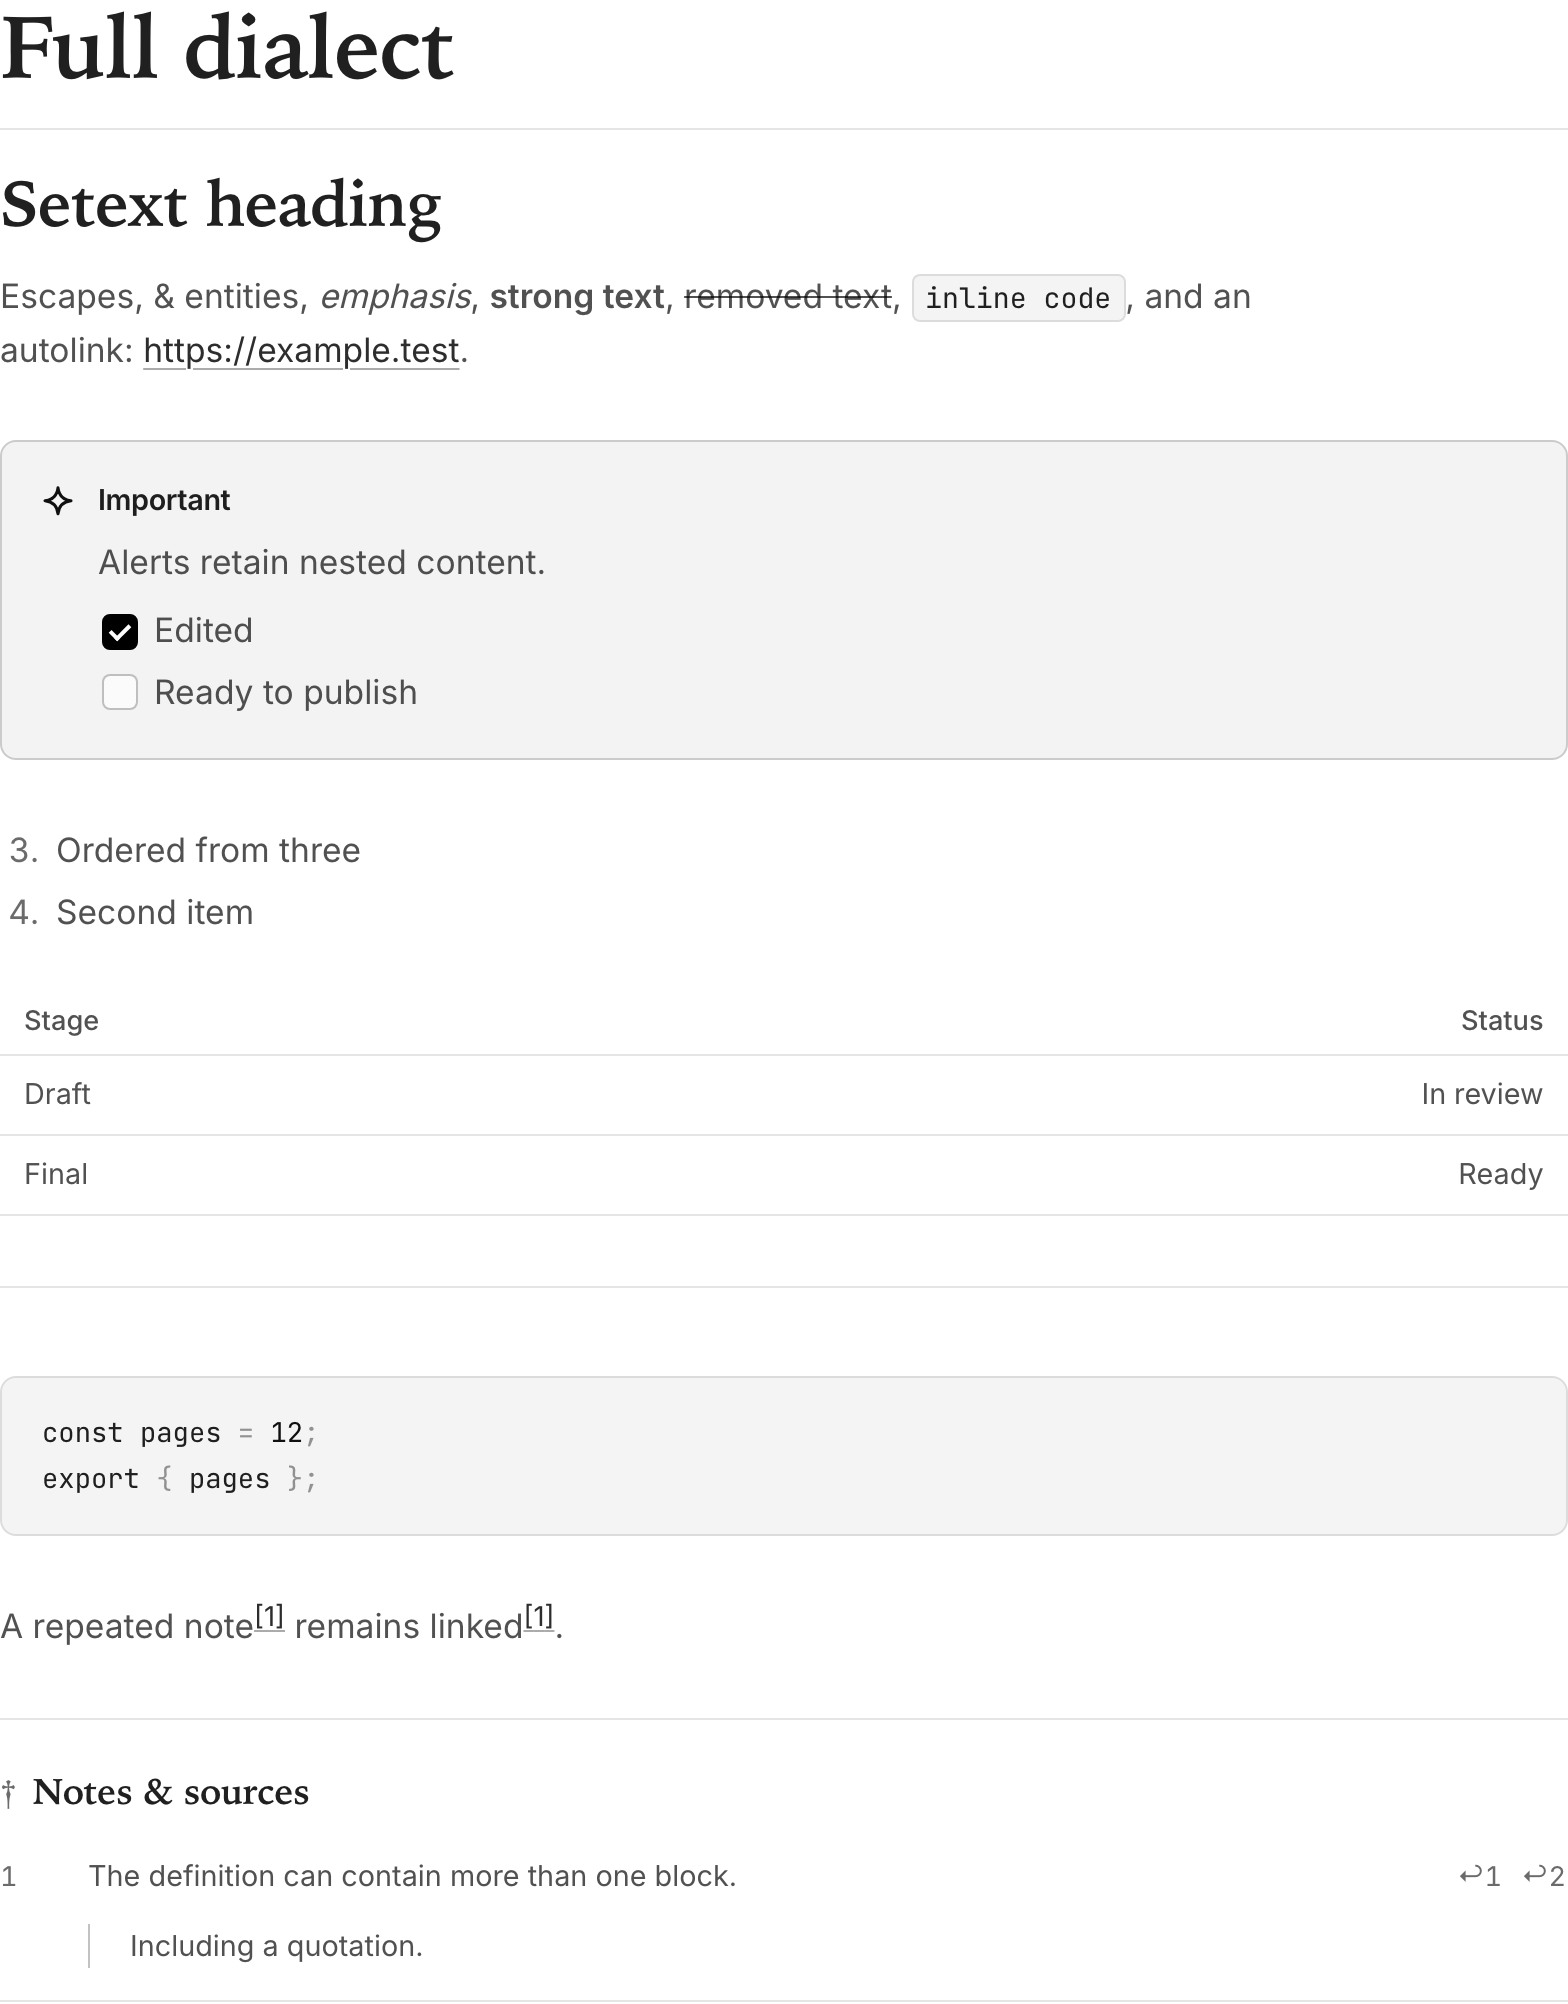 Full dialect
Setext heading
Escapes, & entities, emphasis, strong text, removed text, inline code, and an
autolink: https://example.test.
Important
Alerts retain nested content.
Edited
Ready to publish
3. Ordered from three
4. Second item
Stage Status
Draft In review
Final Ready
const pages = 12;
export { pages };
A repeated note[1] remains linked[1].
† Notes & sources
1 The definition can contain more than one block. ↩1 ↩2
Including a quotation.